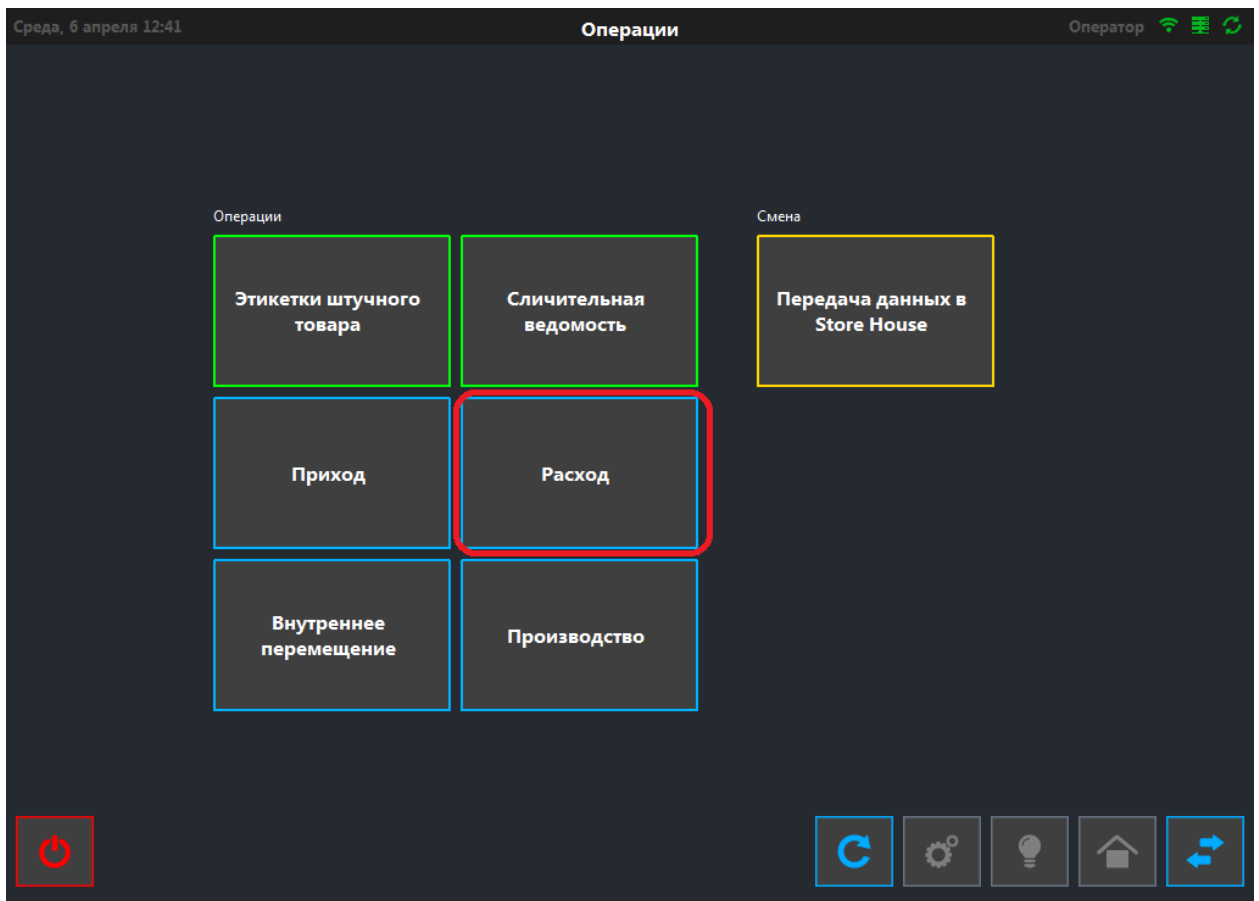 Среда, 6 апреля 12:41
Операции
Оператор
Операции
Смена
Этикетки штучного
товара
Сличительная
ведомость
Передача данных в
Store House
Приход
Расход
Внутреннее
перемещение
Производство